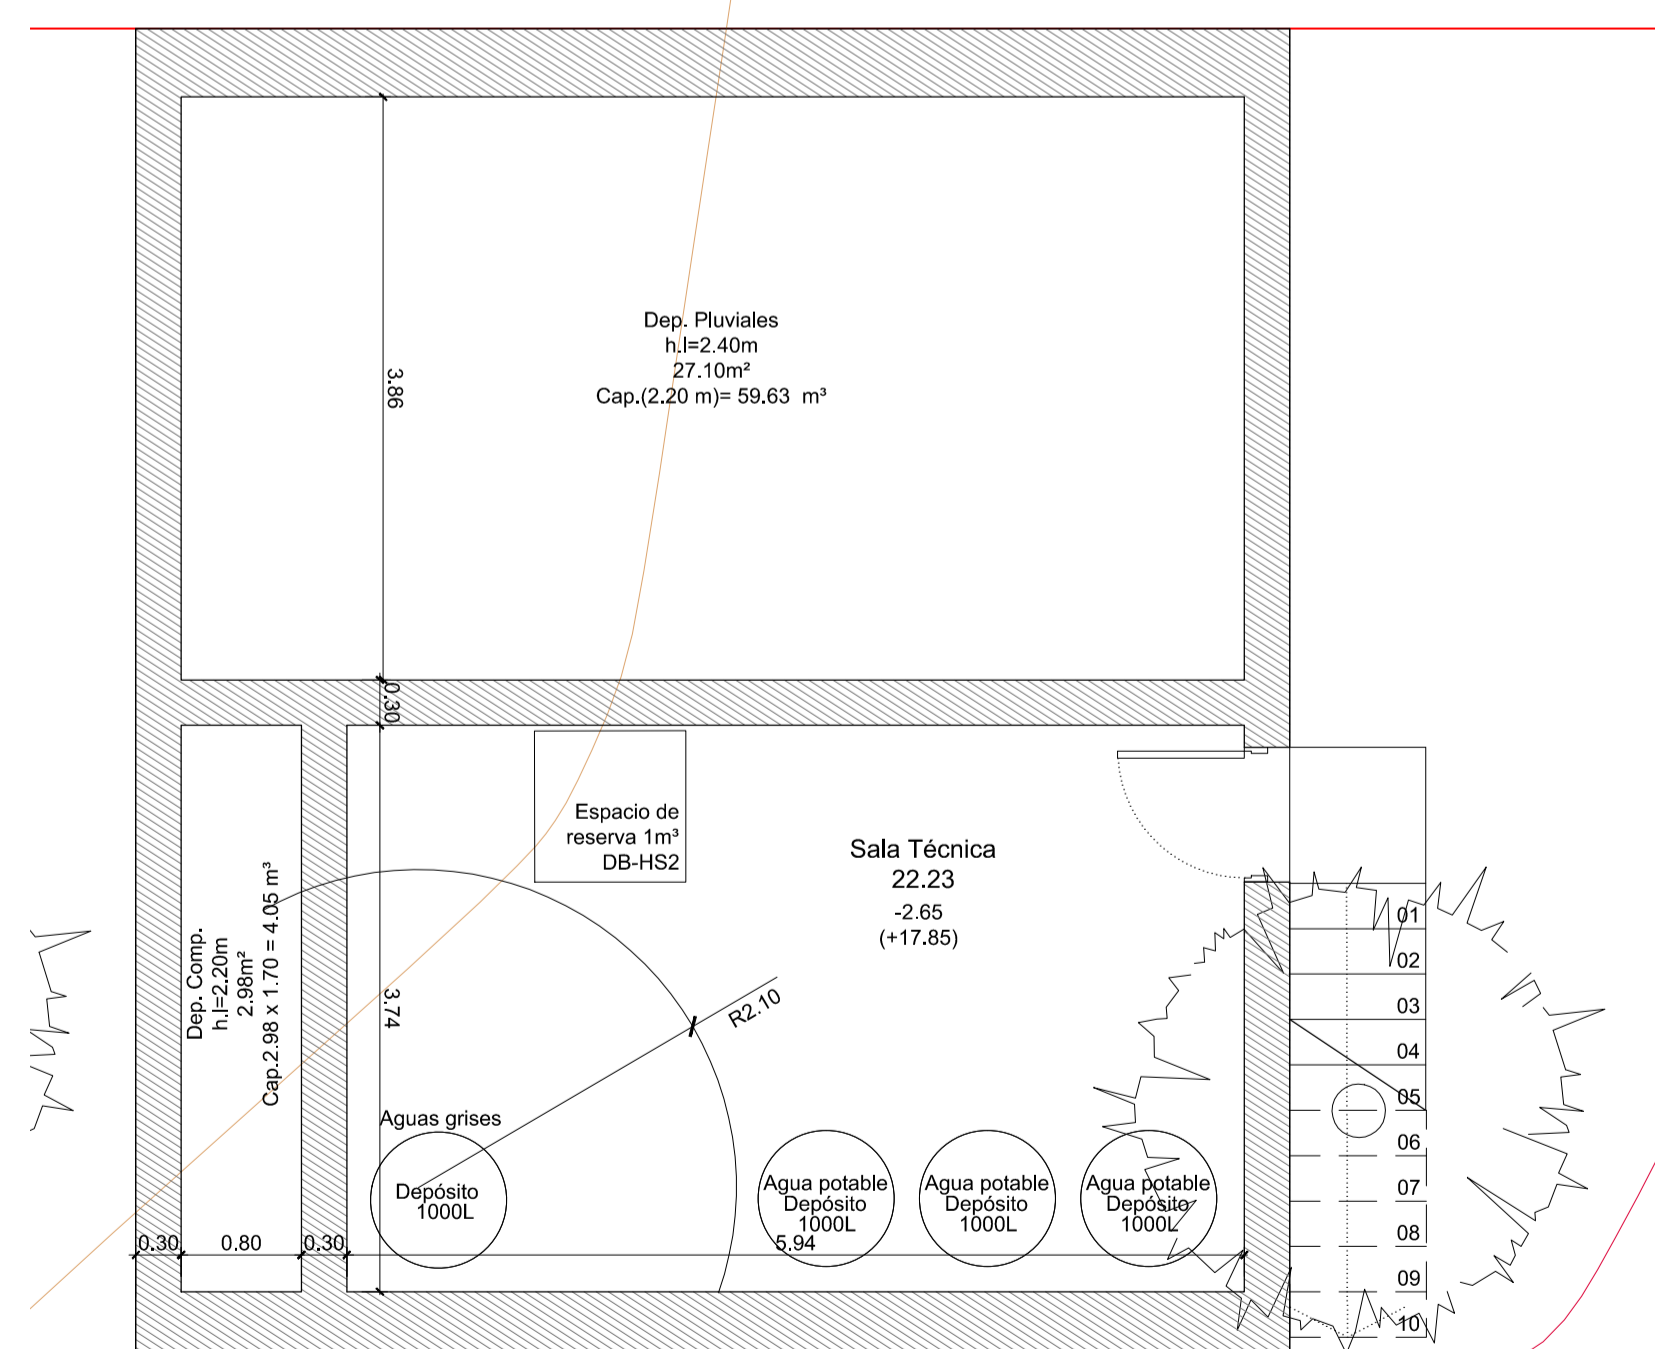 3.86
Dep. Pluviales
h.l=2.40m
27.10m²
Cap.(2.20 m)= 59.63 m³
0.30
Espacio de
reserva 1m³
DB-HS2
Sala Técnica
22.23
-2.65
(+17.85)
Dep. Comp.
h.l=2.20m
2.98m²
Cap.2.98 x 1.70 = 4.05 m³
3.74
R2.10
Aguas grises
Depósito
1000L
Agua potable
Depósito
1000L
Agua potable
Depósito
1000L
Agua potable
Depósito
1000L
0.30
0.80
0.30
5.94
01
02
03
04
05
06
07
08
09
10